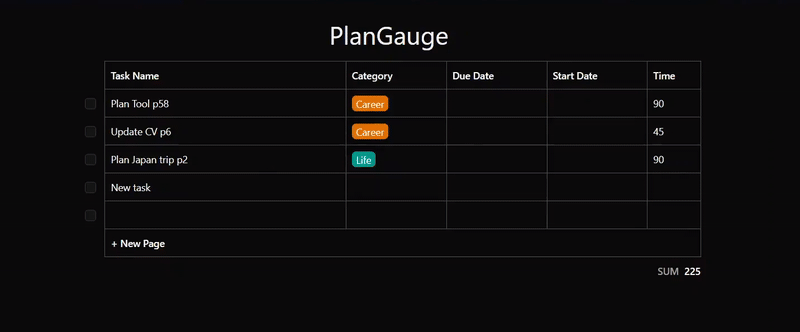 PlanGauge
Task Name Category Due Date Start Date Time
Plan Tool p58 Career 90
Update CV p6 Career 45
Plan Japan trip p2 Life 90
New task
+ New Page
SUM 225